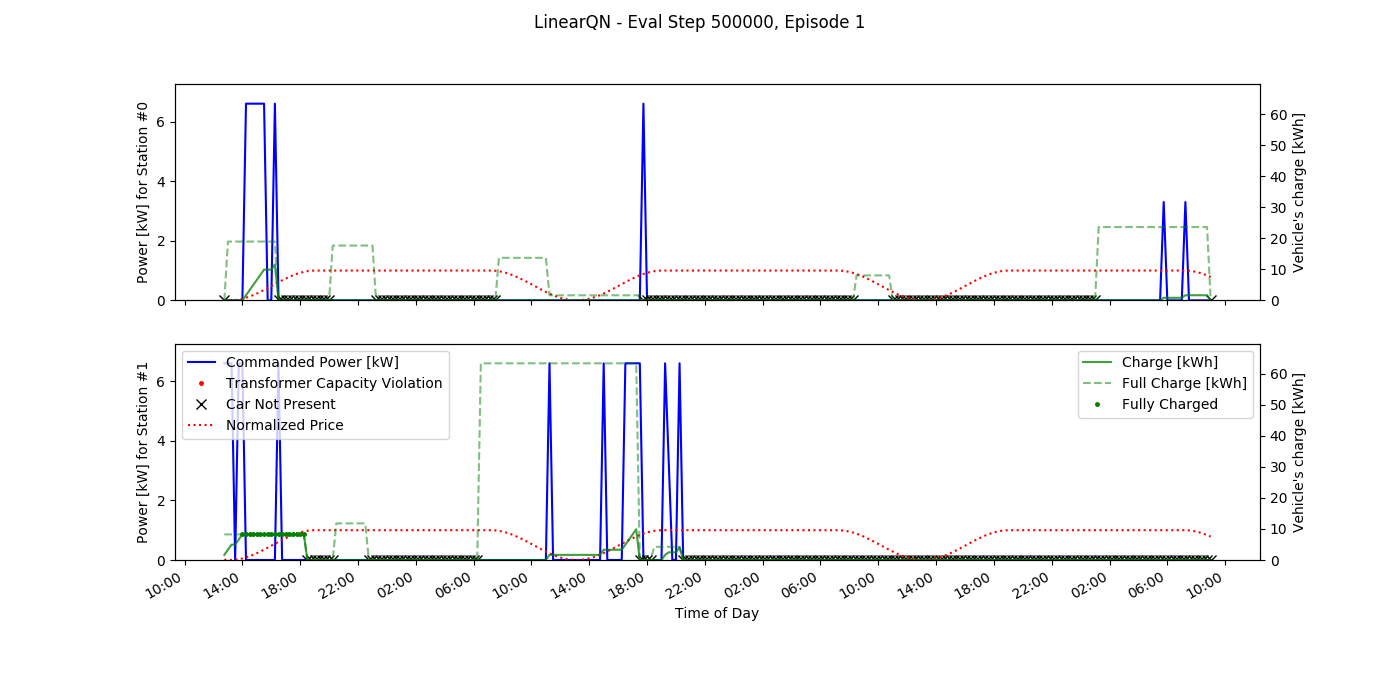 LinearQN - Eval Step 500000, Episode 1
Power [kW] for Station #0
6
4
2
0
60
50
40
30
20
10
0
Vehicle's charge [kWh]
Power [kW] for Station #1
6
4
2
0
Commanded Power [kW]
Transformer Capacity Violation
Car Not Present
Normalized Price
Charge [kWh]
Full Charge [kWh]
Fully Charged
60
50
40
30
20
10
0
Vehicle's charge [kWh]
10:00 14:00 18:00 22:00 02:00 06:00 10:00 14:00 18:00 22:00 02:00 06:00 10:00 14:00 18:00 22:00 02:00 06:00 10:00
Time of Day